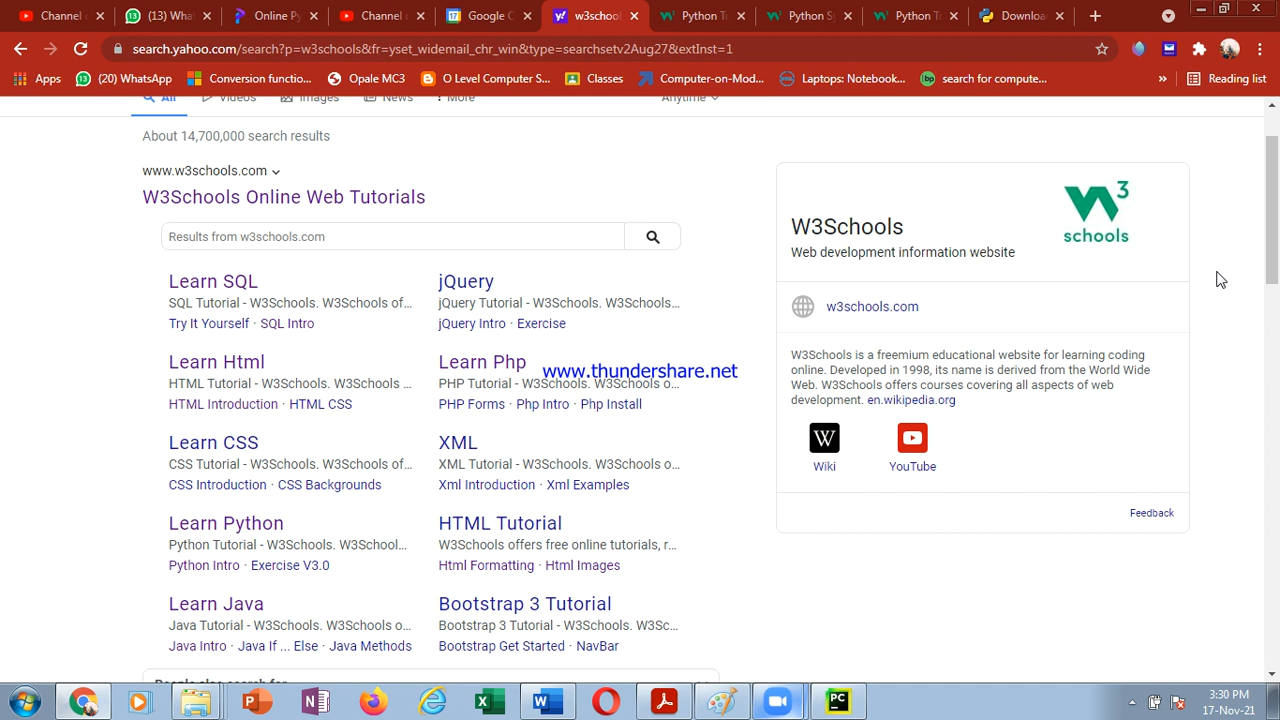 Channel c
(13) Wha
Online Py
Channel c
Google C
w3school
Python Tu
Python Sy
Python Tr
Downloa
search.yahoo.com/search?p=w3schools&fr=yset_widemail_chr_win&type=searchsetv2Aug27&extInst=1
Apps
(20) WhatsApp
Conversion functio...
Opale MC3
O Level Computer S...
Classes
Computer-on-Mod...
Laptops: Notebook...
search for compute...
»
Reading list
All
Videos
Images
News
More
Anytime
About 14,700,000 search results
www.w3schools.com
W3Schools Online Web Tutorials
Results from w3schools.com
Learn SQL
SQL Tutorial - W3Schools. W3Schools of...
Try It Yourself · SQL Intro
jQuery
jQuery Tutorial - W3Schools. W3Schools...
jQuery Intro · Exercise
Learn Html
HTML Tutorial - W3Schools. W3Schools ...
HTML Introduction · HTML CSS
Learn Php
PHP Tutorial - W3Schools. W3Schools o...
PHP Forms · Php Intro · Php Install
www.thundershare.net
Learn CSS
CSS Tutorial - W3Schools. W3Schools of...
CSS Introduction · CSS Backgrounds
XML
XML Tutorial - W3Schools. W3Schools o...
Xml Introduction · Xml Examples
Learn Python
Python Tutorial - W3Schools. W3School...
Python Intro · Exercise V3.0
HTML Tutorial
W3Schools offers free online tutorials, r...
Html Formatting · Html Images
Learn Java
Java Tutorial - W3Schools. W3Schools o...
Java Intro · Java If ... Else · Java Methods
Bootstrap 3 Tutorial
Bootstrap 3 Tutorial - W3Schools. W3Sc...
Bootstrap Get Started · NavBar
People also search for
W3Schools
Web development information website
W3
schools
w3schools.com
W3Schools is a freemium educational website for learning coding
online. Developed in 1998, its name is derived from the World Wide
Web. W3Schools offers courses covering all aspects of web
development. en.wikipedia.org
W
Wiki
YouTube
Feedback
3:30 PM
17-Nov-21